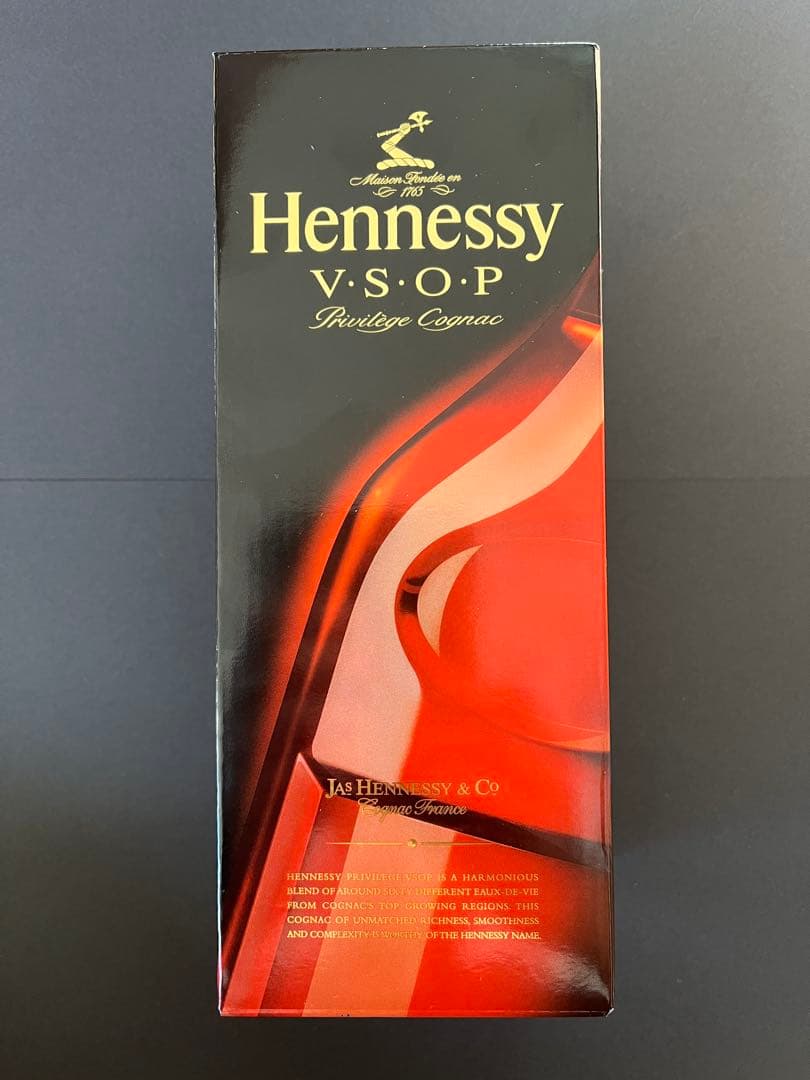 Maison Fondée en
1765
Hennessy
V·S·O·P
Privilège Cognac
JAS HENNESSY & CO
Cognac France
HENNESSY PRIVILÈGE VSOP IS A HARMONIOUS
BLEND OF AROUND SIXTY DIFFERENT EAUX-DE-VIE
FROM COGNAC'S TOP GROWING REGIONS. THIS
COGNAC OF UNMATCHED RICHNESS, SMOOTHNESS
AND COMPLEXITY IS WORTHY OF THE HENNESSY NAME.